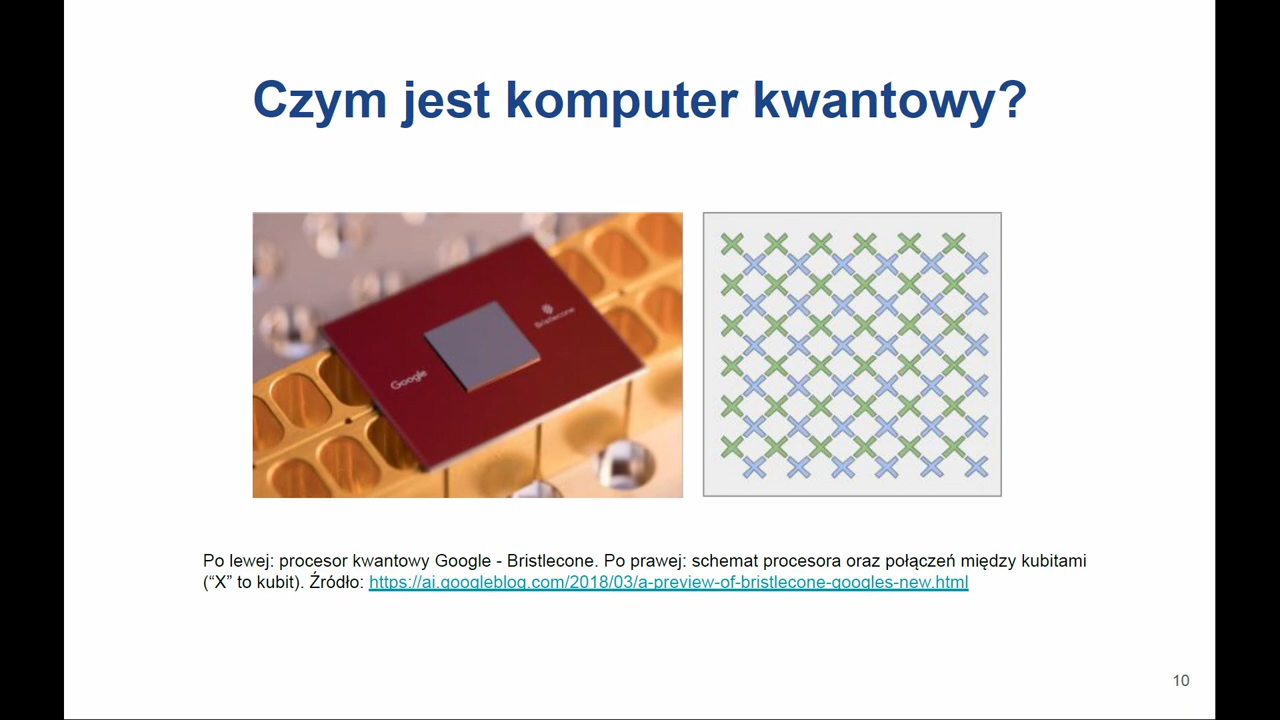 Czym jest komputer kwantowy?
Google
Bristlecone
Po lewej: procesor kwantowy Google - Bristlecone. Po prawej: schemat procesora oraz połączeń między kubitami
(“X” to kubit). Źródło: https://ai.googleblog.com/2018/03/a-preview-of-bristlecone-googles-new.html
10